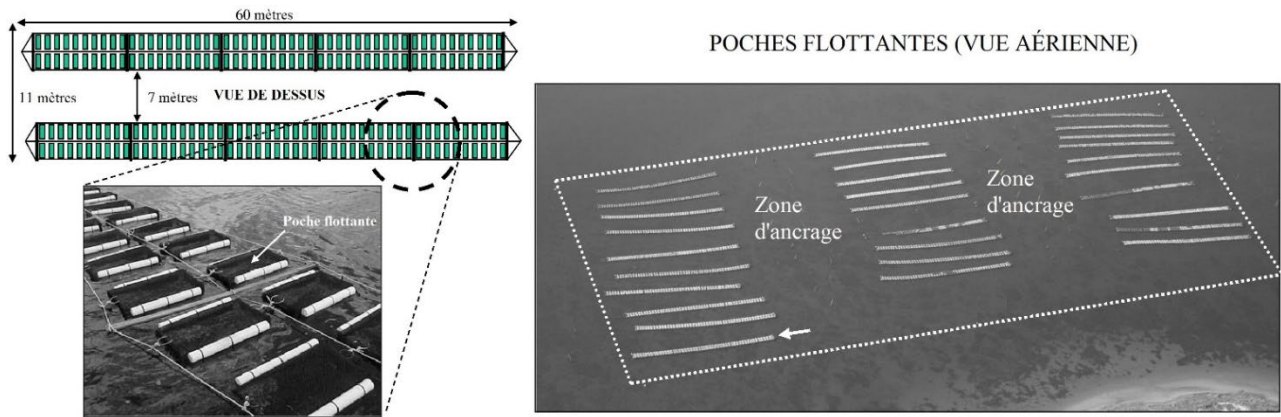 60 mètres
11 mètres
7 mètres
VUE DE DESSUS
Poche flottante
POCHES FLOTTANTES (VUE AÉRIENNE)
Zone
d'ancrage
Zone
d'ancrage